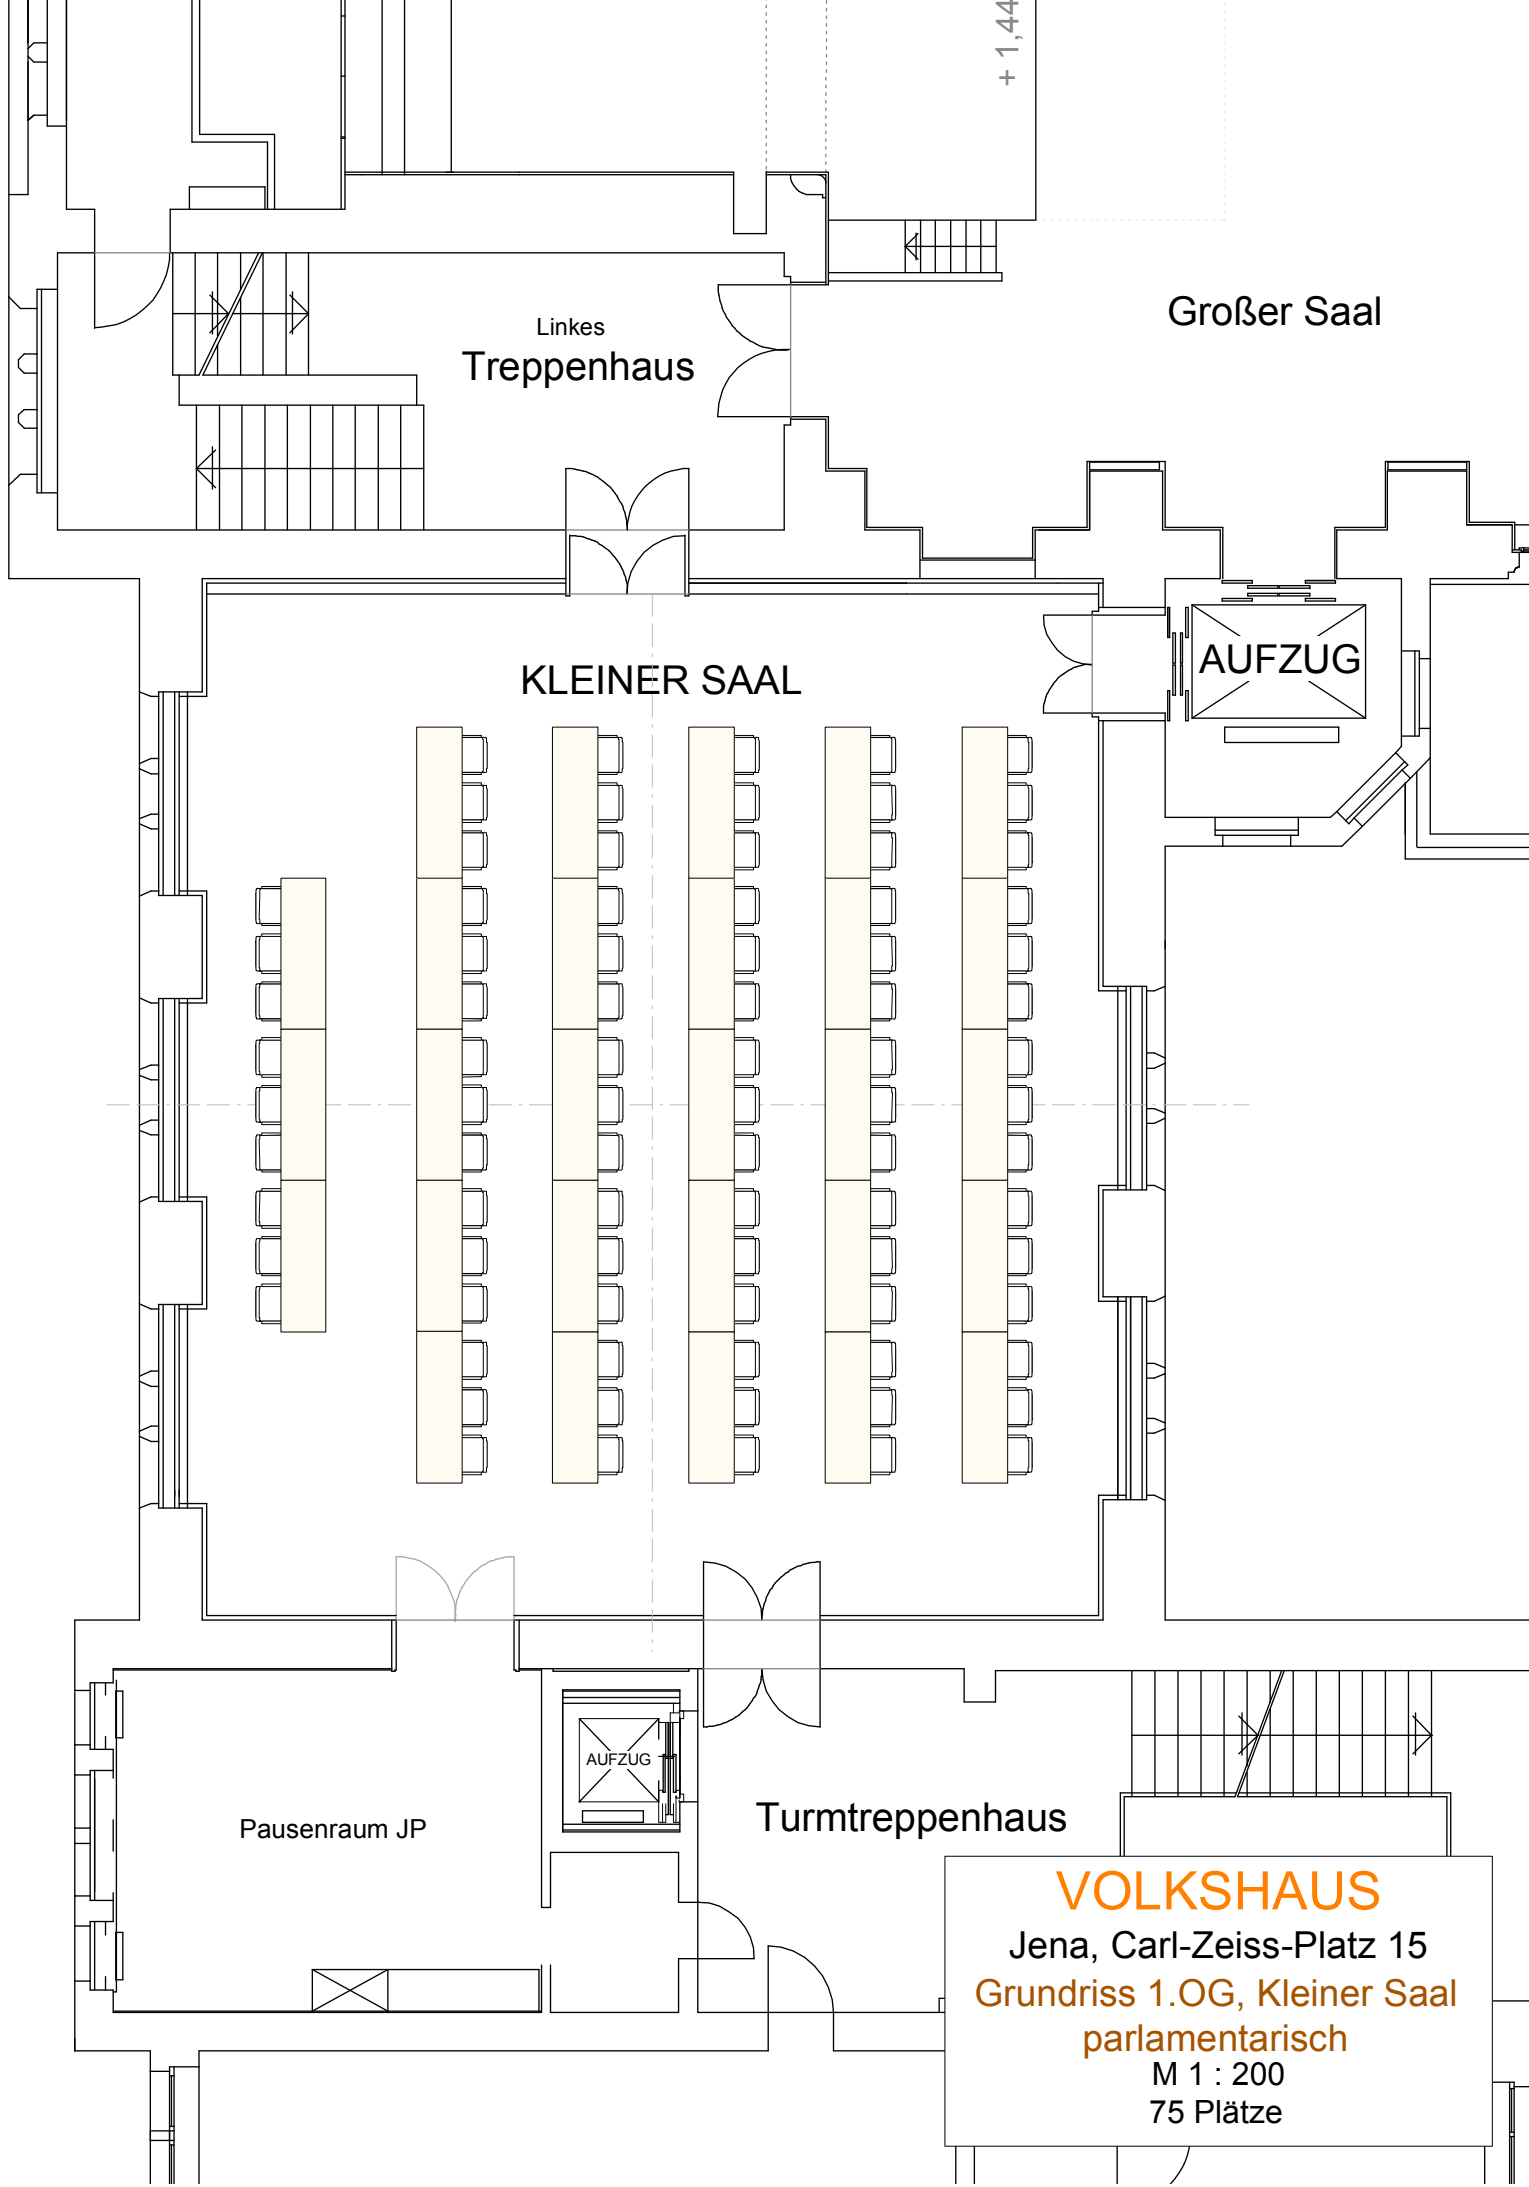 + 1,44
Großer Saal
Linkes
Treppenhaus
KLEINER SAAL
AUFZUG
AUFZUG
Pausenraum JP
Turmtreppenhaus
VOLKSHAUS
Jena, Carl-Zeiss-Platz 15
Grundriss 1.OG, Kleiner Saal
parlamentarisch
M 1 : 200
75 Plätze